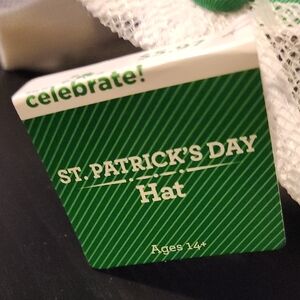 celebrate!
ST. PATRICK'S DAY
Hat
Ages 14+